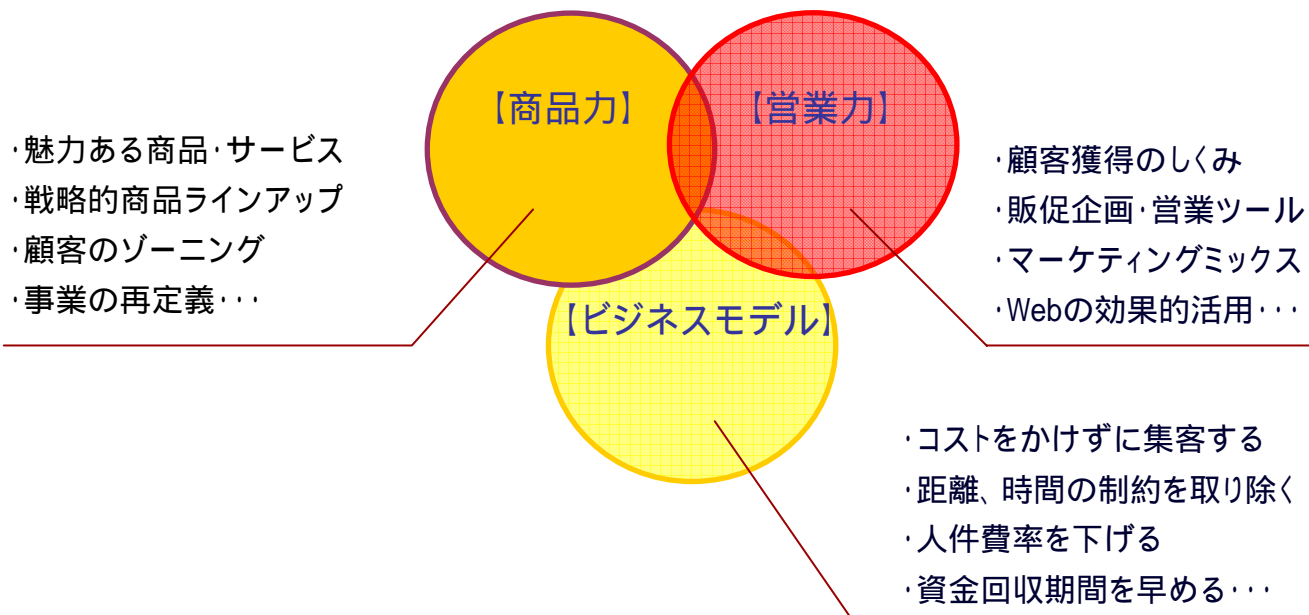 【商品力】
・魅力ある商品・サービス
・戦略的商品ラインアップ
・顧客のゾーニング
・事業の再定義・・・
【営業力】
・顧客獲得のしくみ
・販促企画・営業ツール
・マーケティングミックス
・Webの効果的活用・・・
【ビジネスモデル】
・コストをかけずに集客する
・距離、時間の制約を取り除く
・人件費率を下げる
・資金回収期間を早める・・・